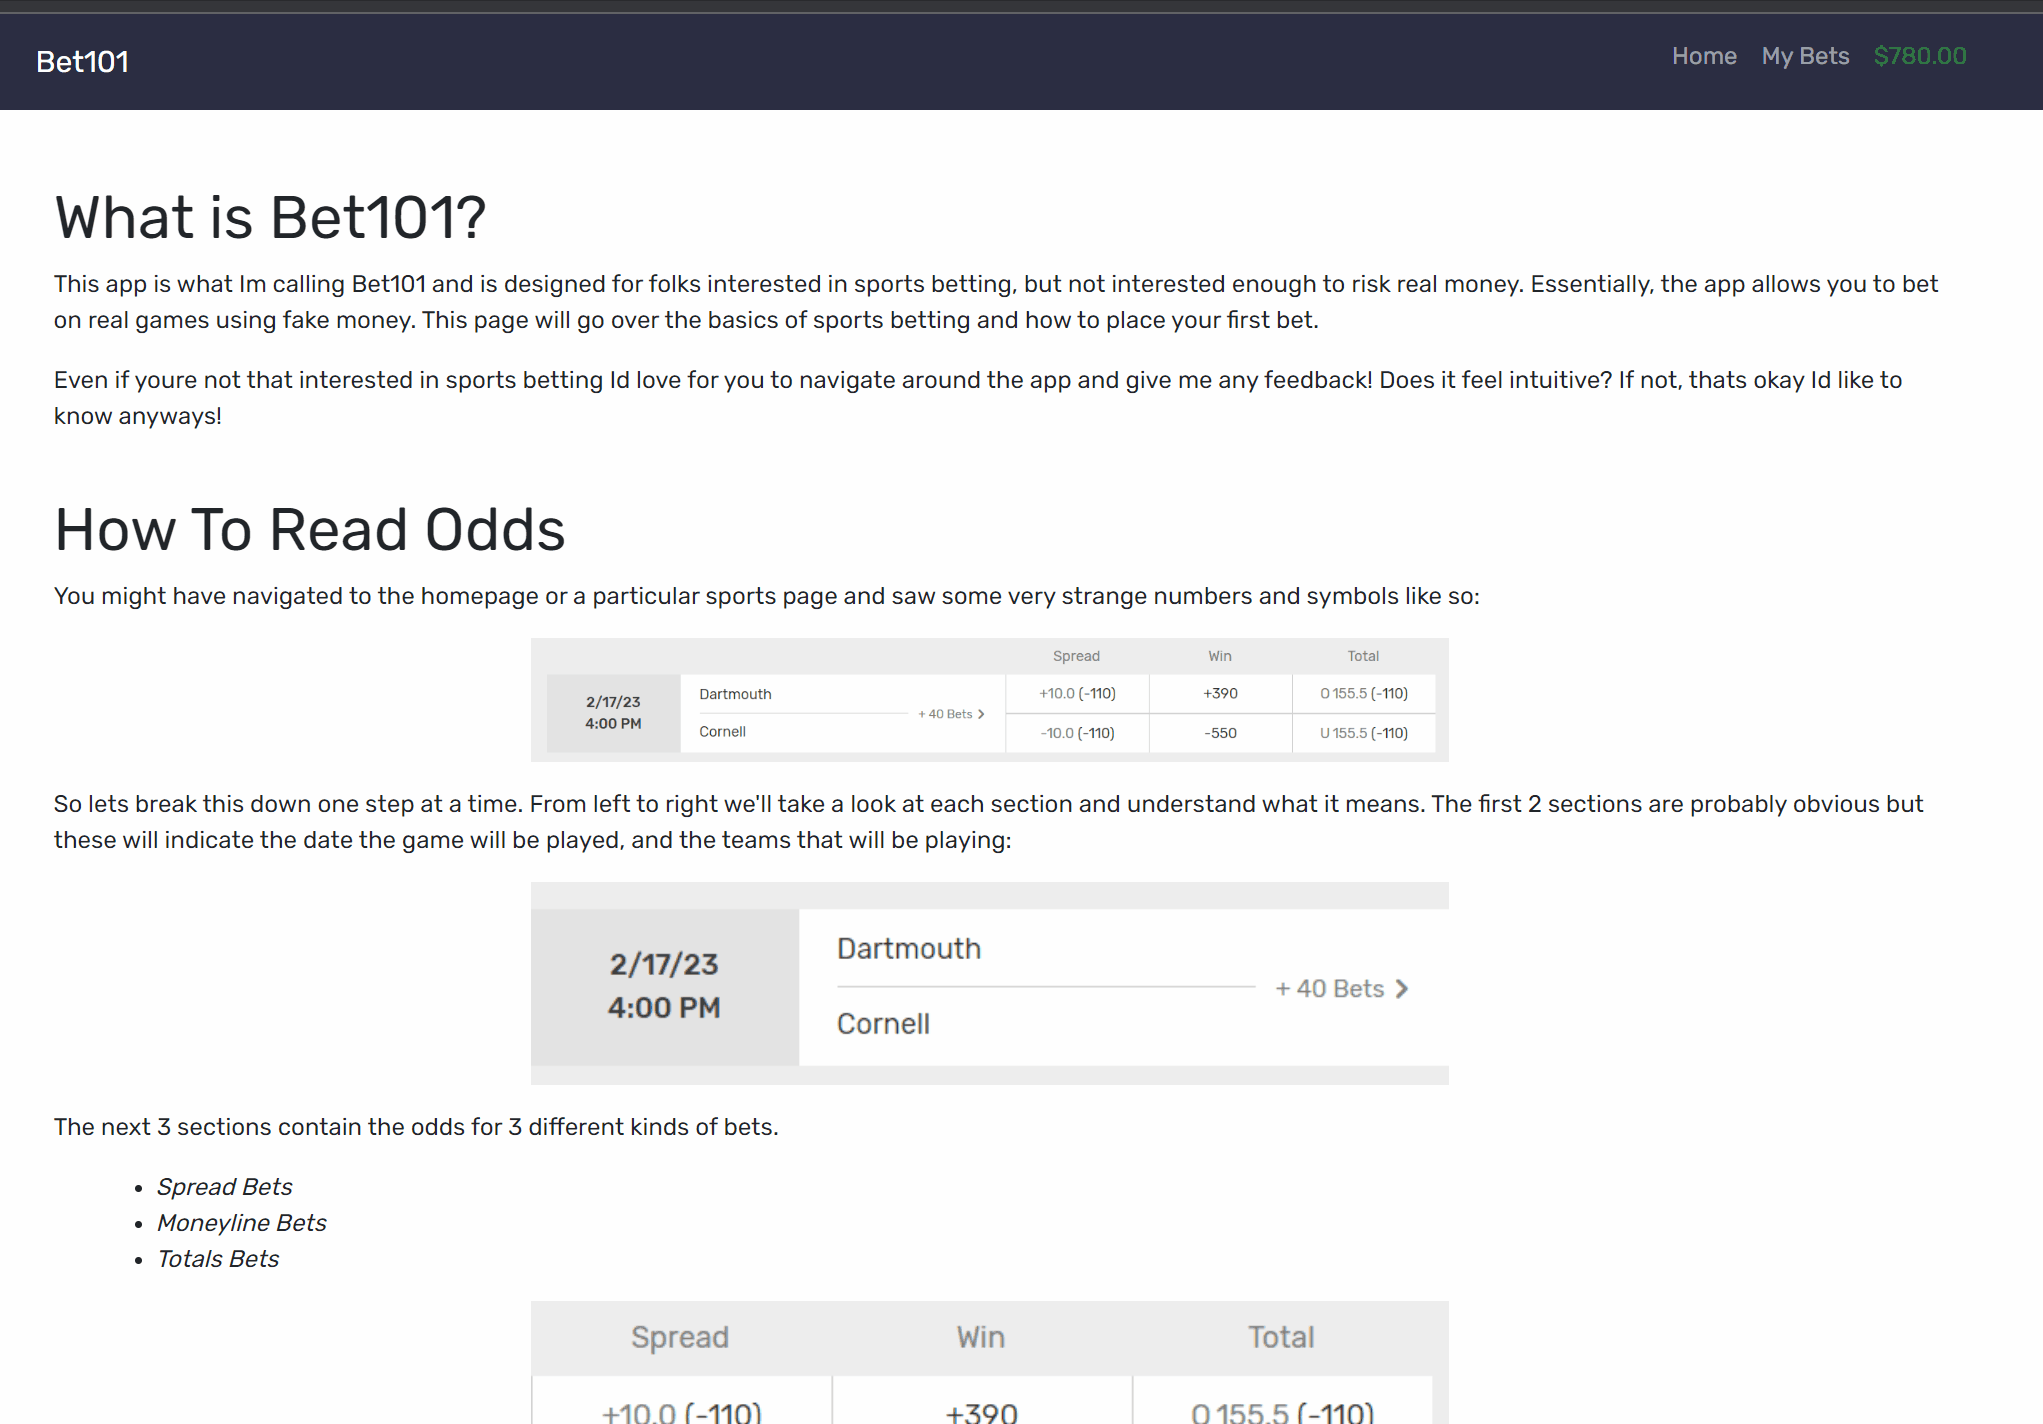 Bet101
Home My Bets $780.00
What is Bet101?
This app is what Im calling Bet101 and is designed for folks interested in sports betting, but not interested enough to risk real money. Essentially, the app allows you to bet
on real games using fake money. This page will go over the basics of sports betting and how to place your first bet.
Even if youre not that interested in sports betting Id love for you to navigate around the app and give me any feedback! Does it feel intuitive? If not, thats okay Id like to
know anyways!
How To Read Odds
You might have navigated to the homepage or a particular sports page and saw some very strange numbers and symbols like so:
Spread Win Total
2/17/23
4:00 PM
Dartmouth
Cornell
+ 40 Bets
+10.0 (-110) +390 O 155.5 (-110)
-10.0 (-110) -550 U 155.5 (-110)
So lets break this down one step at a time. From left to right we'll take a look at each section and understand what it means. The first 2 sections are probably obvious but
these will indicate the date the game will be played, and the teams that will be playing:
2/17/23
4:00 PM
Dartmouth
Cornell
+ 40 Bets
The next 3 sections contain the odds for 3 different kinds of bets.
• Spread Bets
• Moneyline Bets
• Totals Bets
Spread Win Total
+10.0 (-110) +390 O 155.5 (-110)